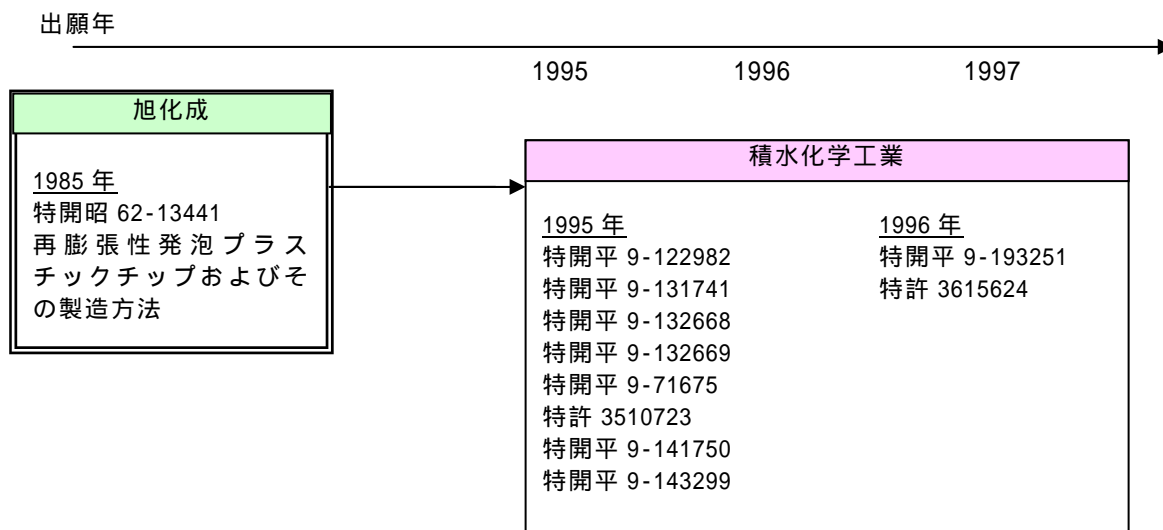 出願年
1995 1996 1997
旭化成
1985 年
特開昭 62-13441
再膨張性発泡プラス
チックチップおよびそ
の製造方法
積水化学工業
1995 年
特開平 9-122982
特開平 9-131741
特開平 9-132668
特開平 9-132669
特開平 9-71675
特許 3510723
特開平 9-141750
特開平 9-143299
1996 年
特開平 9-193251
特許 3615624